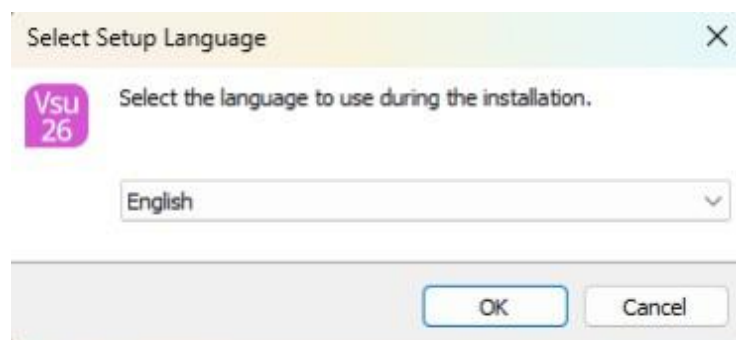 Select Setup Language
Vsu
26
Select the language to use during the installation.
English
OK
Cancel